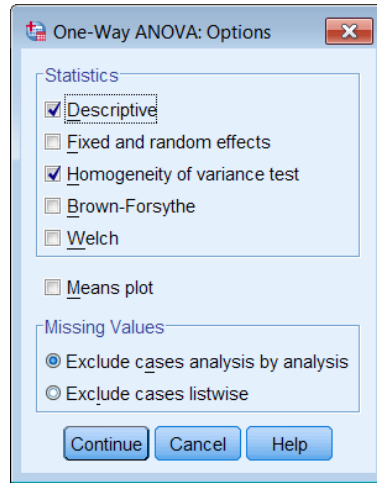 One-Way ANOVA: Options
Statistics
Descriptive
Fixed and random effects
Homogeneity of variance test
Brown-Forsythe
Welch
Means plot
Missing Values
Exclude cases analysis by analysis
Exclude cases listwise
Continue Cancel Help